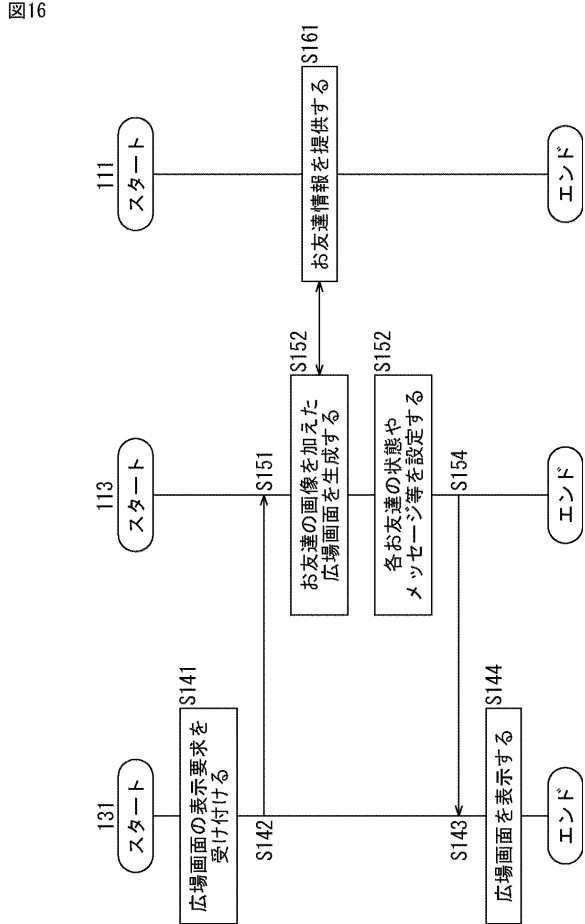 図16
131
スタート
S141
広場画面の表示要求を
受け付ける
S142
S143
S144
広場画面を表示する
エンド
113
スタート
S151
S152
お友達の画像を加えた
広場画面を生成する
S152
各お友達の状態や
メッセージ等を設定する
S154
エンド
111
スタート
S161
お友達情報を提供する
エンド